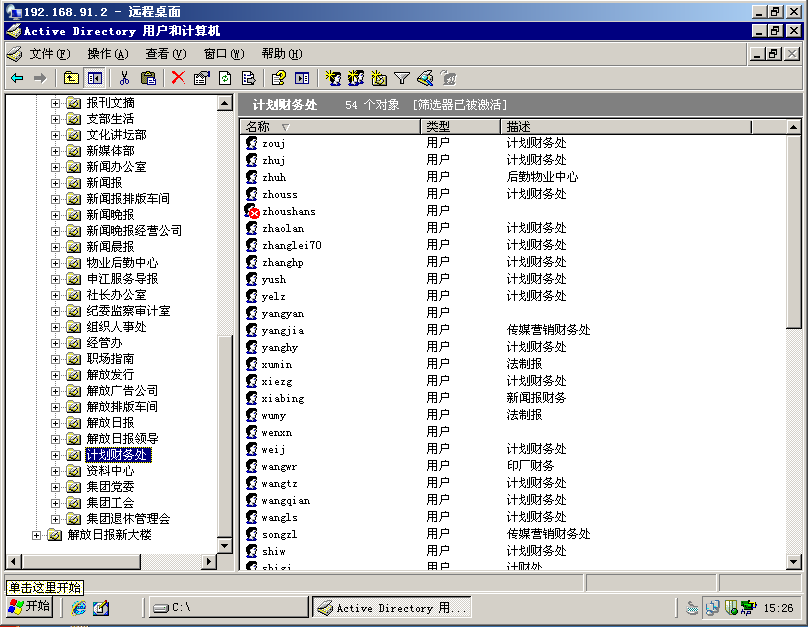 192.168.91.2 - 远程桌面
Active Directory 用户和计算机
文件(F) 操作(A) 查看(V) 窗口(W) 帮助(H)
报刊文摘
支部生活
文化讲坛部
新媒体部
新闻办公室
新闻报
新闻报排版车间
新闻晚报
新闻晚报经营公司
新闻晨报
物业后勤中心
申江服务导报
社长办公室
纪委监察审计室
组织人事处
经管办
职场指南
解放发行
解放广告公司
解放排版车间
解放日报
解放日报领导
计划财务处
资料中心
集团党委
集团工会
集团退休管理会
解放日报新大楼
计划财务处 54 个对象 [筛选器已被激活]
名称 类型 描述
zouj 用户 计划财务处
zhuj 用户 计划财务处
zhuh 用户 后勤物业中心
zhouss 用户 计划财务处
zhoushans 用户
zhaolan 用户 计划财务处
zhanglei70 用户 计划财务处
zhanghp 用户 计划财务处
yush 用户 计划财务处
yelz 用户 计划财务处
yangyan 用户
yangjia 用户 传媒营销财务处
yanghy 用户 计划财务处
xumin 用户 法制报
xiezg 用户 计划财务处
xiabing 用户 新闻报财务
wumy 用户 法制报
wenxn 用户
weij 用户 计划财务处
wangwr 用户 印厂财务
wangtz 用户 计划财务处
wangqian 用户 计划财务处
wangls 用户 计划财务处
songzl 用户 传媒营销财务处
shiw 用户 计划财务处
shiqi 用户 计财处
单击这里开始
开始 C:\ Active Directory 用... 15:26